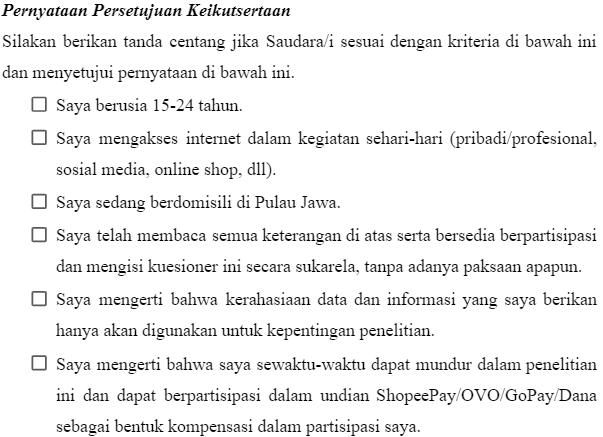 Pernyataan Persetujuan Keikutsertaan
Silakan berikan tanda centang jika Saudara/i sesuai dengan kriteria di bawah ini
dan menyetujui pernyataan di bawah ini.
☐ Saya berusia 15-24 tahun.
☐ Saya mengakses internet dalam kegiatan sehari-hari (pribadi/profesional,
sosial media, online shop, dll).
☐ Saya sedang berdomisili di Pulau Jawa.
☐ Saya telah membaca semua keterangan di atas serta bersedia berpartisipasi
dan mengisi kuesioner ini secara sukarela, tanpa adanya paksaan apapun.
☐ Saya mengerti bahwa kerahasiaan data dan informasi yang saya berikan
hanya akan digunakan untuk kepentingan penelitian.
☐ Saya mengerti bahwa saya sewaktu-waktu dapat mundur dalam penelitian
ini dan dapat berpartisipasi dalam undian ShopeePay/OVO/GoPay/Dana
sebagai bentuk kompensasi dalam partisipasi saya.